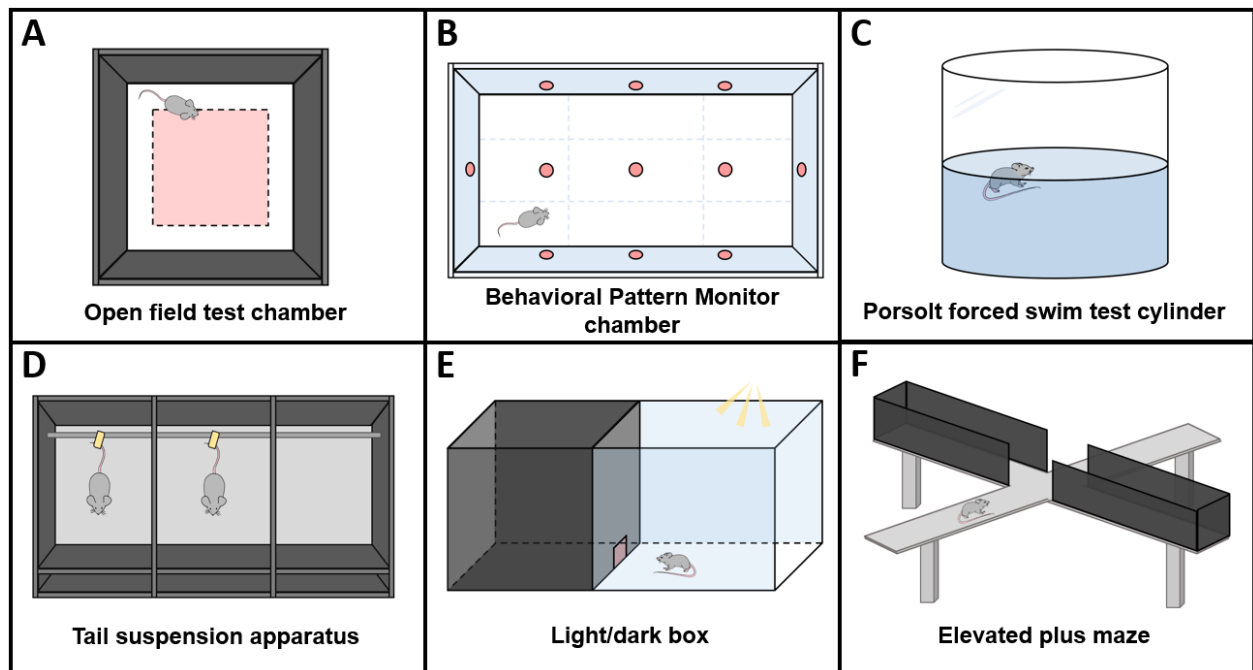 A
Open field test chamber
B
Behavioral Pattern Monitor
chamber
C
Porsolt forced swim test cylinder
D
Tail suspension apparatus
E
Light/dark box
F
Elevated plus maze